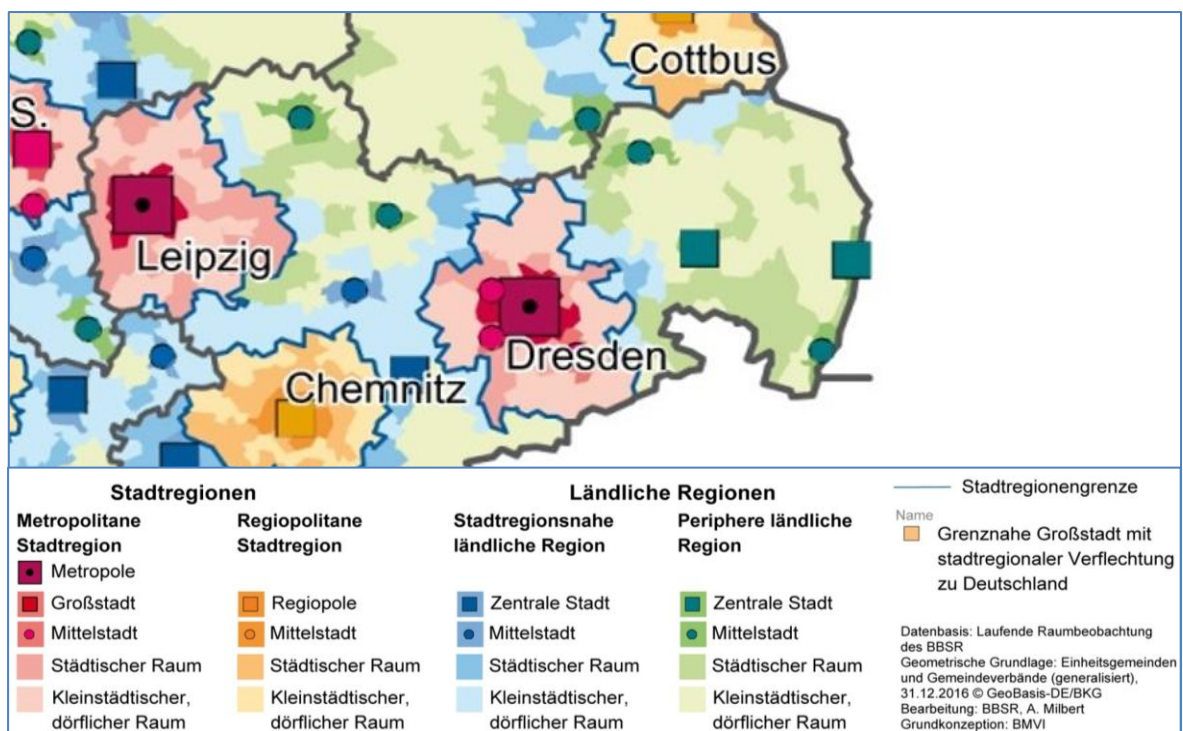 Cottbus
S.
Leipzig
Dresden
Chemnitz
Stadtregionen
Ländliche Regionen
Metropolitane
Stadtregion
Metropole
Großstadt
Mittelstadt
Städtischer Raum
Kleinstädtischer,
dörflicher Raum
Regiopolitane
Stadtregion
Regiopole
Mittelstadt
Städtischer Raum
Kleinstädtischer,
dörflicher Raum
Stadtregionsnahe
ländliche Region
Zentrale Stadt
Mittelstadt
Städtischer Raum
Kleinstädtischer,
dörflicher Raum
Periphere ländliche
Region
Zentrale Stadt
Mittelstadt
Städtischer Raum
Kleinstädtischer,
dörflicher Raum
Stadtregionengrenze
Name
Grenznahe Großstadt mit
stadtregionaler Verflechtung
zu Deutschland
Datenbasis: Laufende Raumbeobachtung
des BBSR
Geometrische Grundlage: Einheitsgemeinden
und Gemeindeverbände (generalisiert),
31.12.2016 © GeoBasis-DE/BKG
Bearbeitung: BBSR, A. Milbert
Grundkonzeption: BMVI